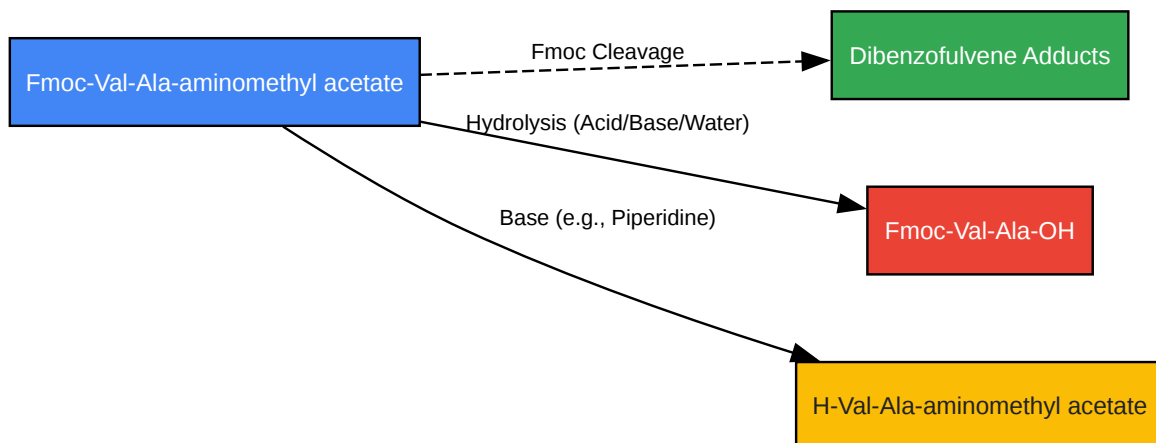 Fmoc-Val-Ala-aminomethyl acetate
Fmoc Cleavage
Dibenzofulvene Adducts
Hydrolysis (Acid/Base/Water)
Fmoc-Val-Ala-OH
Base (e.g., Piperidine)
H-Val-Ala-aminomethyl acetate